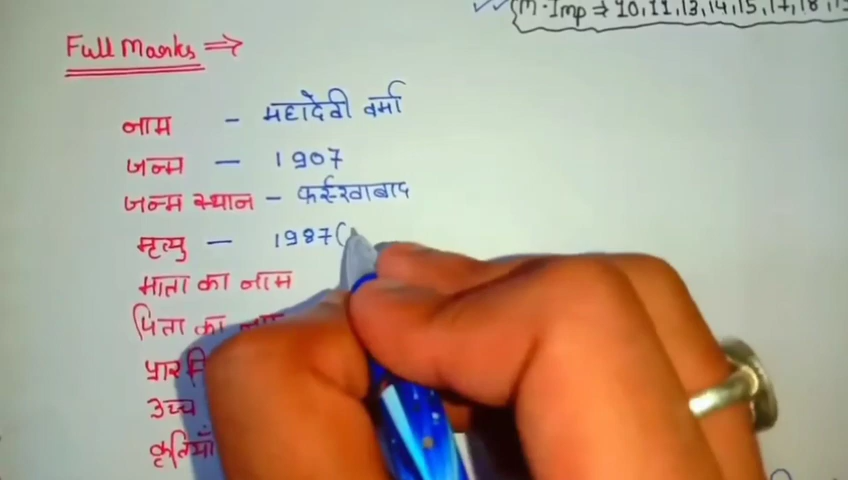 M. Imp ⇒ 10,11,13,14,15,17,18,
Full Marks ⇒
नाम - महादेवी वर्मा
जन्म - 1907
जन्म स्थान - फर्रुखाबाद
मृत्यु - 1987(
माता का नाम
पिता का नाम
उच्च
कृतियाँ